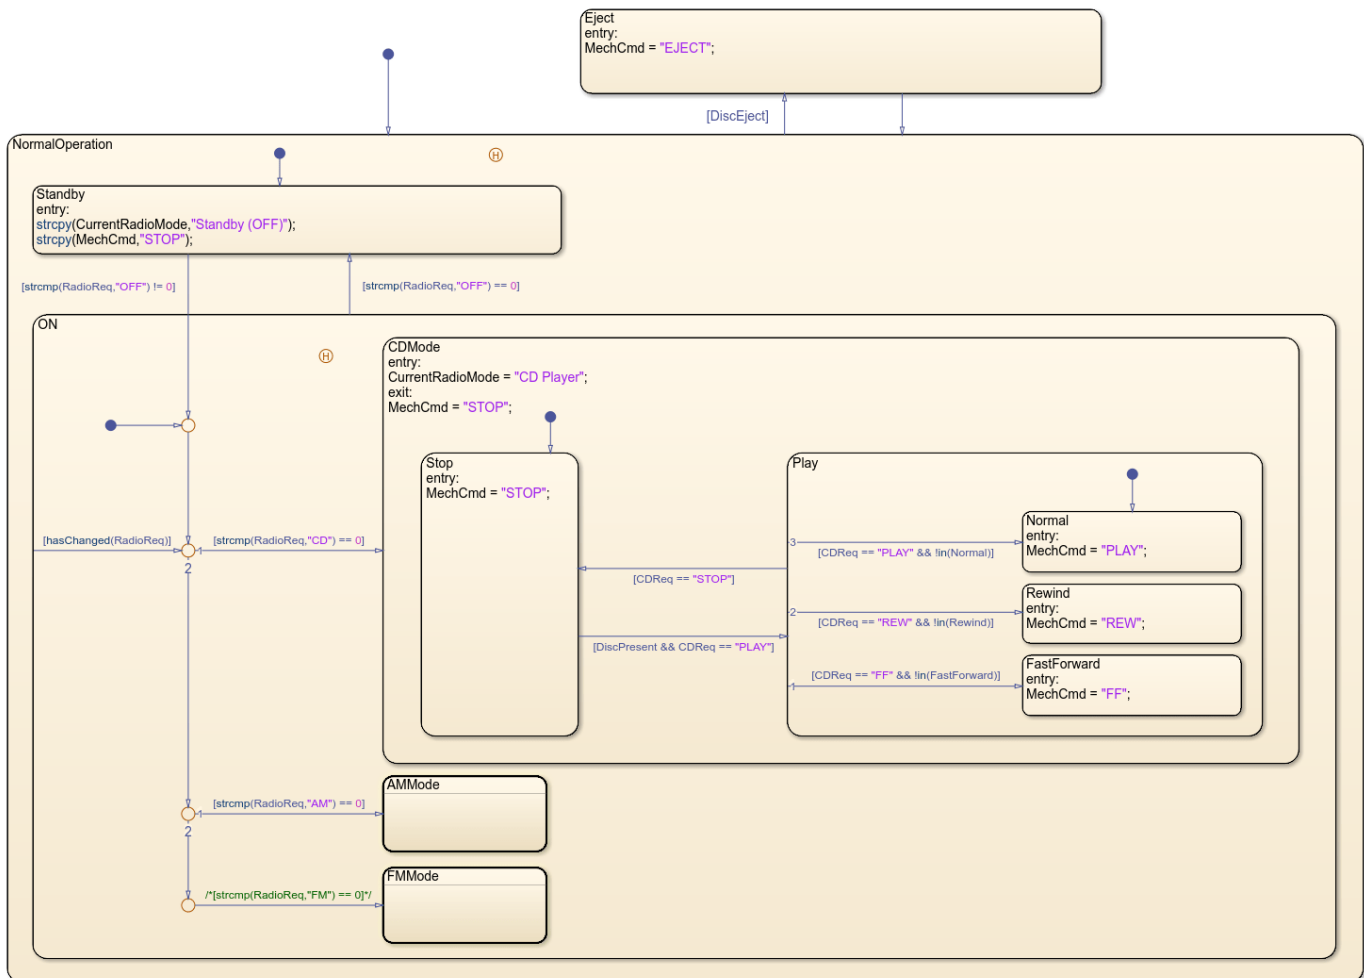 Eject
entry:
MechCmd = "EJECT";
[DiscEject]
NormalOperation
H
Standby
entry:
strcpy(CurrentRadioMode,"Standby (OFF)");
strcpy(MechCmd,"STOP");
[strcmp(RadioReq,"OFF") != 0]
[strcmp(RadioReq,"OFF") == 0]
ON
H
CDMode
entry:
CurrentRadioMode = "CD Player";
exit:
MechCmd = "STOP";
Stop
entry:
MechCmd = "STOP";
Play
Normal
entry:
MechCmd = "PLAY";
3
[CDReq == "PLAY" && !in(Normal)]
[hasChanged(RadioReq)]
1
[strcmp(RadioReq,"CD") == 0]
2
[CDReq == "STOP"]
Rewind
entry:
MechCmd = "REW";
2
[CDReq == "REW" && !in(Rewind)]
[DiscPresent && CDReq == "PLAY"]
FastForward
entry:
MechCmd = "FF";
1
[CDReq == "FF" && !in(FastForward)]
AMMode
1
[strcmp(RadioReq,"AM") == 0]
2
FMMode
/*[strcmp(RadioReq,"FM") == 0]*/